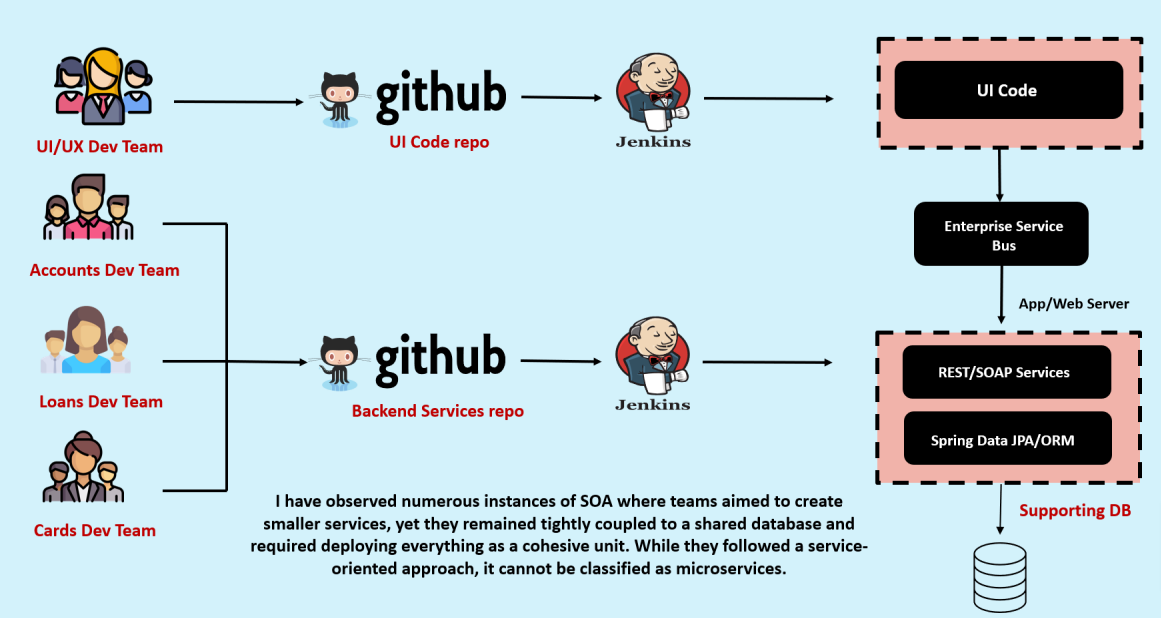 UI/UX Dev Team
github
UI Code repo
Jenkins
UI Code
Accounts Dev Team
Enterprise Service
Bus
App/Web Server
Loans Dev Team
github
Backend Services repo
Jenkins
REST/SOAP Services
Spring Data JPA/ORM
Cards Dev Team
I have observed numerous instances of SOA where teams aimed to create
smaller services, yet they remained tightly coupled to a shared database and
required deploying everything as a cohesive unit. While they followed a service-
oriented approach, it cannot be classified as microservices.
Supporting DB